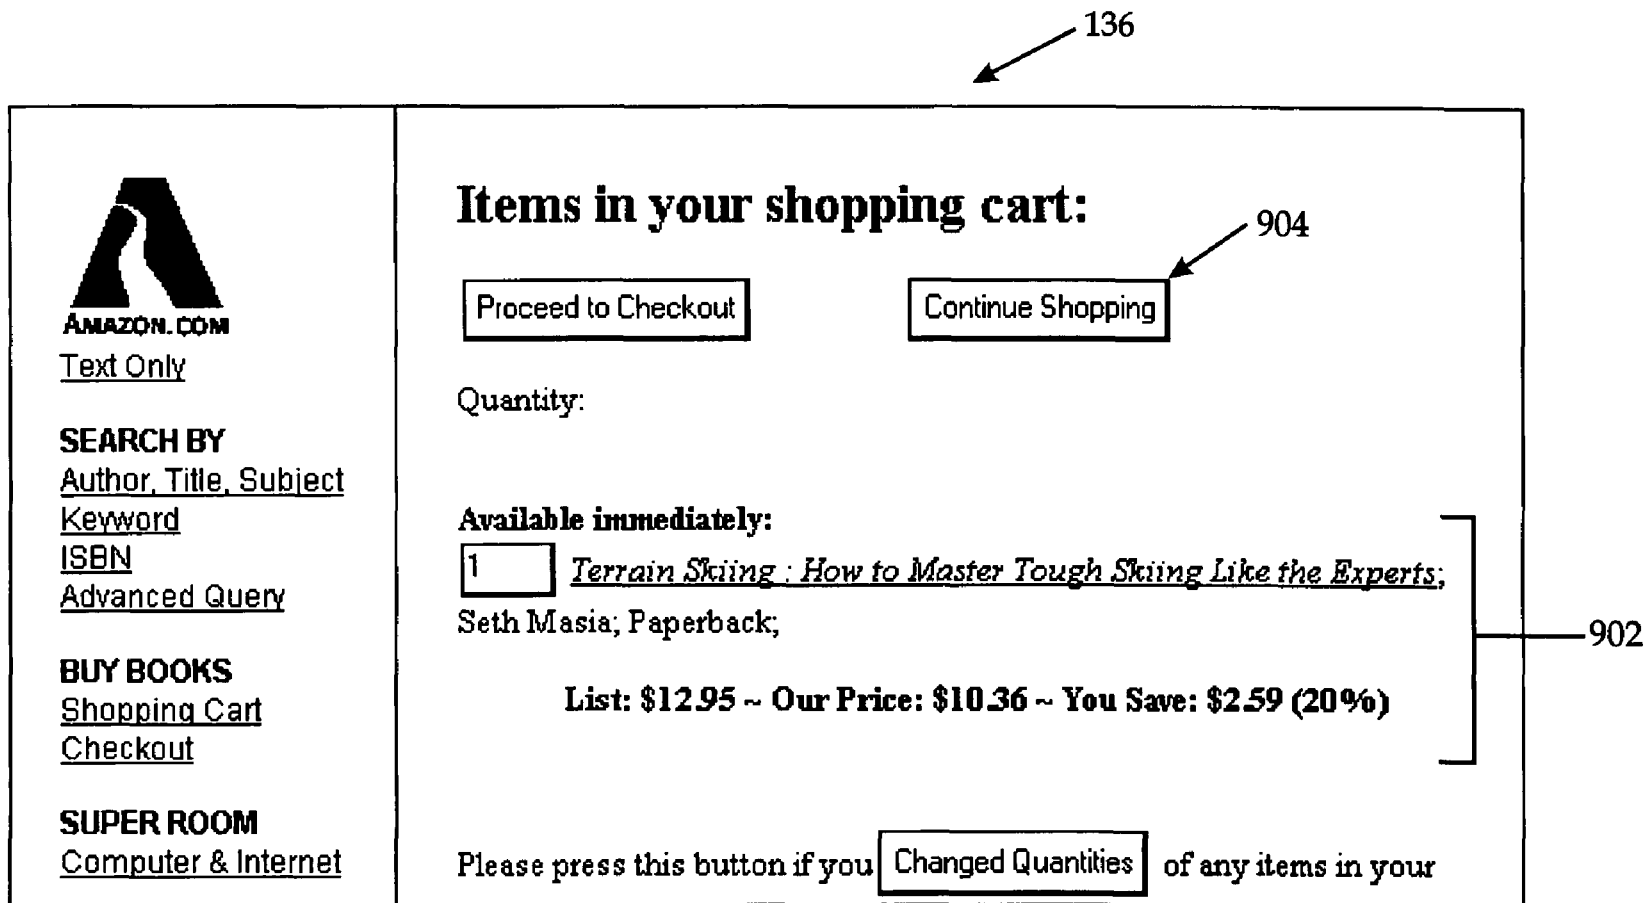 136
AMAZON.COM
Text Only
SEARCH BY
Author, Title, Subject
Keyword
ISBN
Advanced Query
BUY BOOKS
Shopping Cart
Checkout
SUPER ROOM
Computer & Internet
Items in your shopping cart:
904
Proceed to Checkout
Continue Shopping
Quantity:
Available immediately:
1 Terrain Skiing : How to Master Tough Skiing Like the Experts;
Seth Masia; Paperback;
902
List: $12.95 ~ Our Price: $10.36 ~ You Save: $2.59 (20%)
Please press this button if you Changed Quantities of any items in your